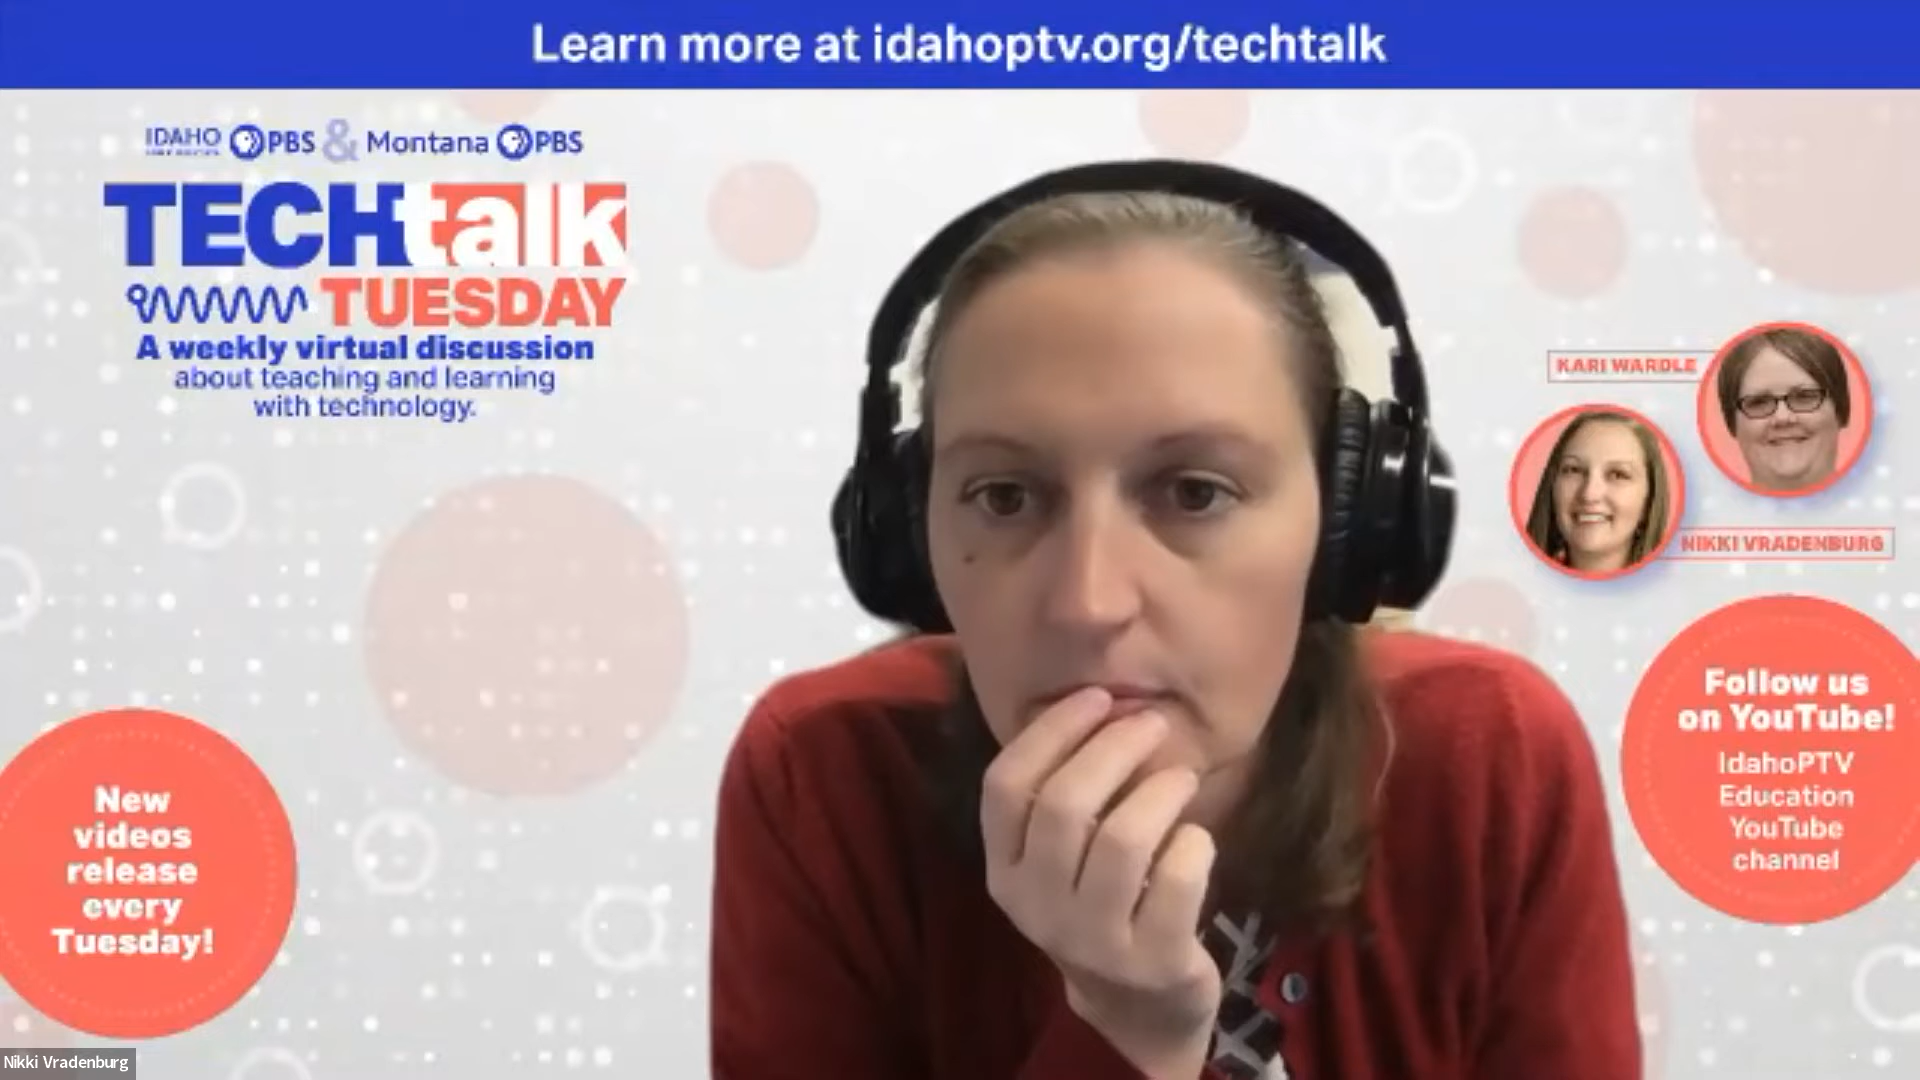 Learn more at idahoptv.org/techtalk
IDAHO PBS & Montana PBS
TECHtalk
TUESDAY
A weekly virtual discussion
about teaching and learning
with technology.
KARI WARDLE
NIKKI VRADENBURG
Follow us
on YouTube!
IdahoPTV
Education
YouTube
channel
New
videos
release
every
Tuesday!
Nikki Vradenburg